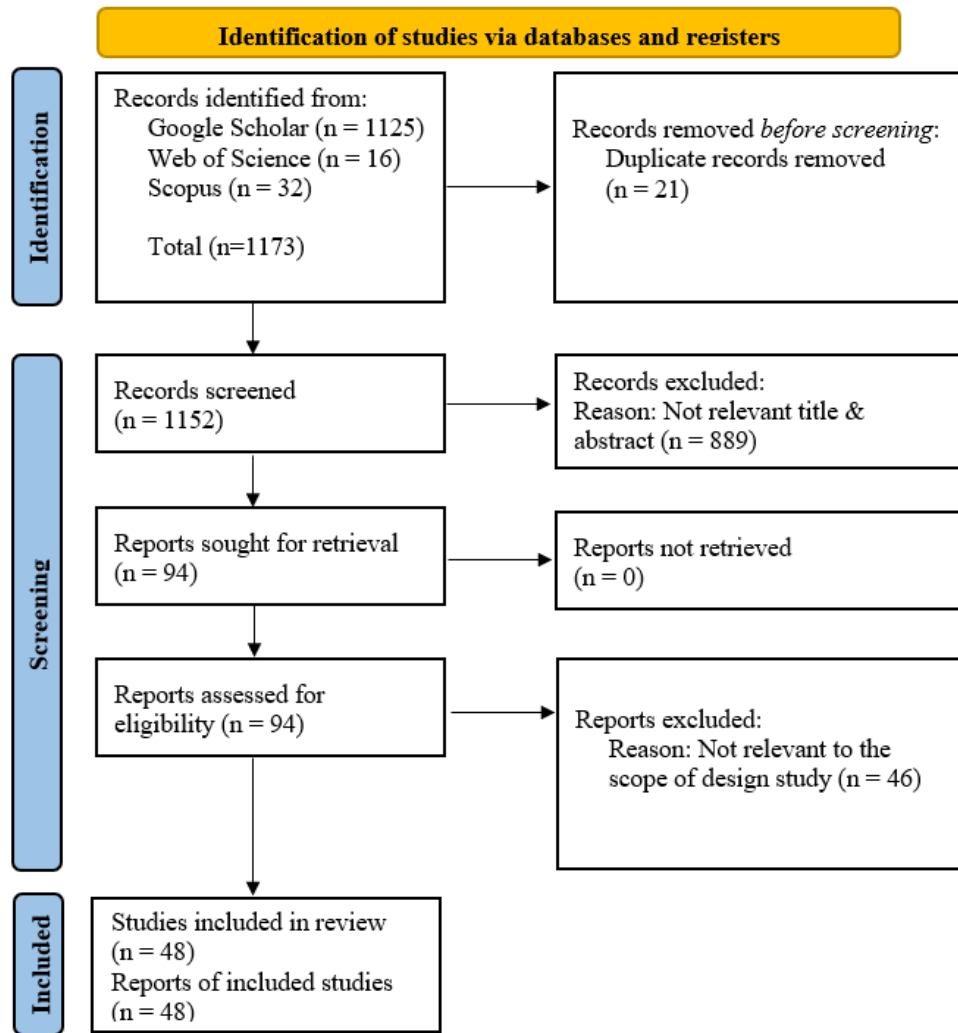 Identification of studies via databases and registers
Identification
Records identified from:
Google Scholar (n = 1125)
Web of Science (n = 16)
Scopus (n = 32)
Total (n=1173)
Records removed before screening:
Duplicate records removed
(n = 21)
Screening
Records screened
(n = 1152)
Records excluded:
Reason: Not relevant title &
abstract (n = 889)
Reports sought for retrieval
(n = 94)
Reports not retrieved
(n = 0)
Reports assessed for
eligibility (n = 94)
Reports excluded:
Reason: Not relevant to the
scope of design study (n = 46)
Included
Studies included in review
(n = 48)
Reports of included studies
(n = 48)